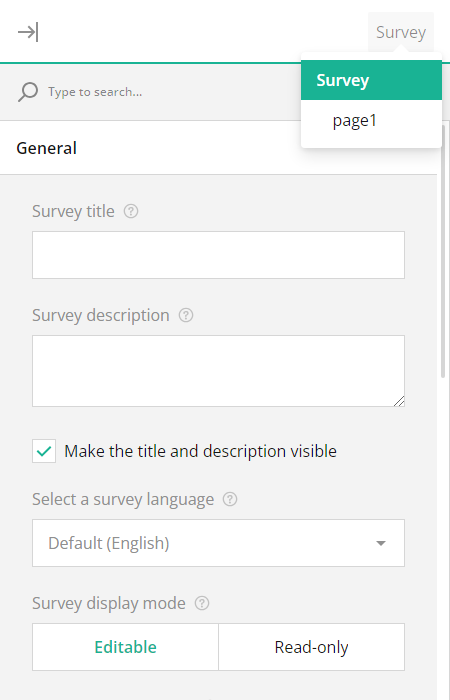 Survey
Survey
page1
Type to search...
General
Survey title
Survey description
Make the title and description visible
Select a survey language
Default (English)
Survey display mode
Editable
Read-only